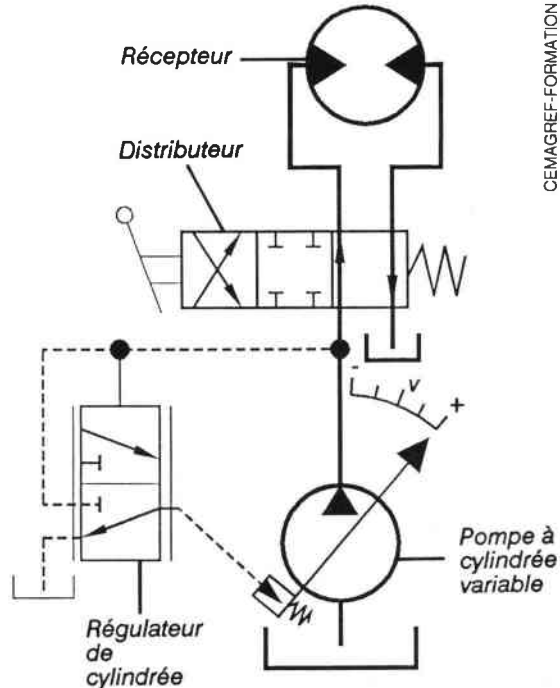 Récepteur
CEMAGREF-FORMATION
Distributeur
- v +
Pompe à
cylindrée
variable
Régulateur
de
cylindrée